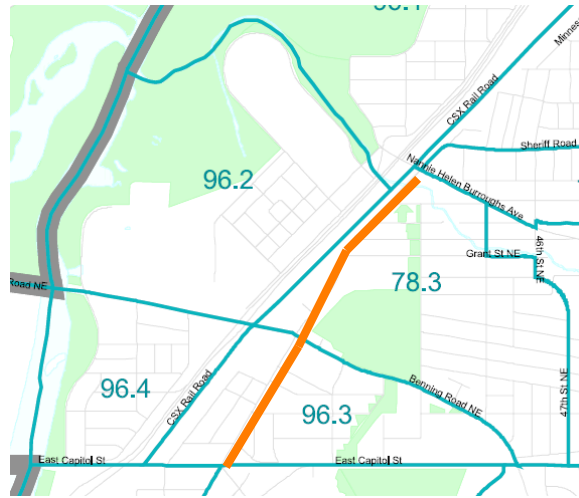 Minnes
CSX Rail Road
Sheriff Road
Nannie Helen Burroughs Ave
96.2
46th St NE
Grant St NE
78.3
Road NE
Benning Road NE
47th St NE
96.4
CSX Rail Road
96.3
East Capitol St
East Capitol St